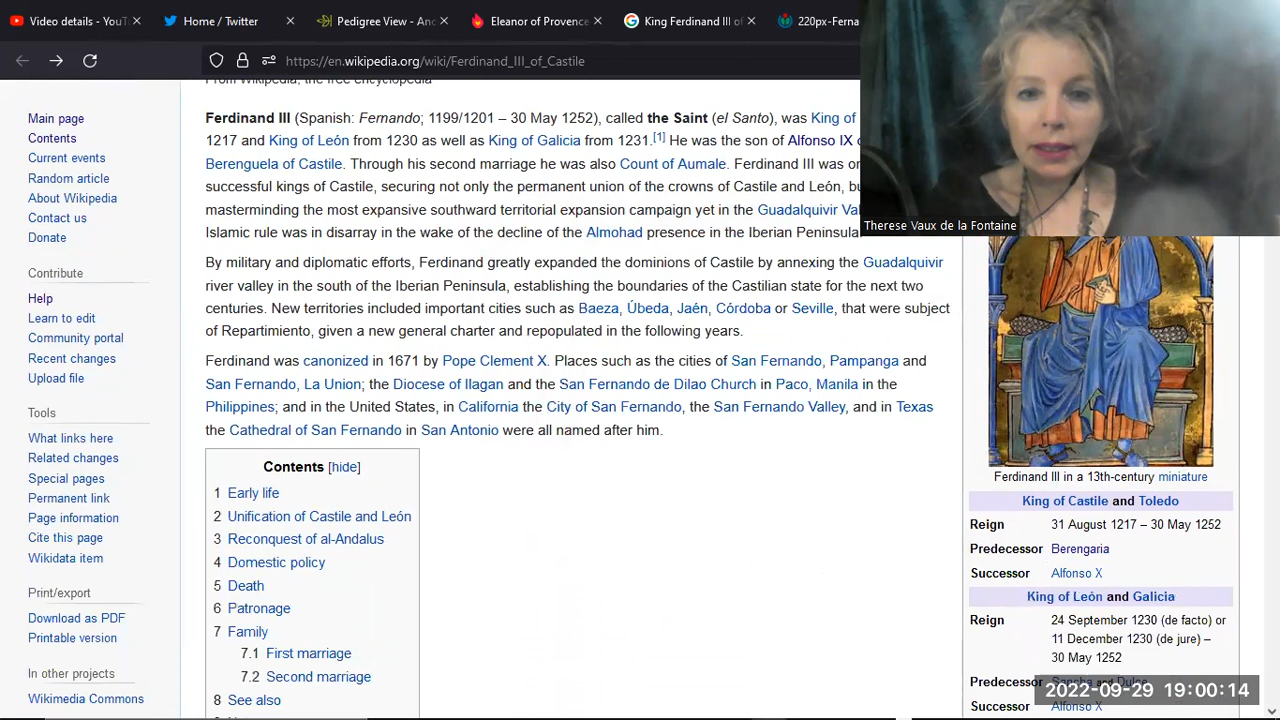 Video details - YouT
Home / Twitter
Pedigree View - Anc
Eleanor of Provence
King Ferdinand III of
220px-Ferna
https://en.wikipedia.org/wiki/Ferdinand_III_of_Castile
From Wikipedia, the free encyclopedia
Ferdinand III (Spanish: Fernando; 1199/1201 – 30 May 1252), called the Saint (el Santo), was King of
1217 and King of León from 1230 as well as King of Galicia from 1231.[1] He was the son of Alfonso IX
Berenguela of Castile. Through his second marriage he was also Count of Aumale. Ferdinand III was
successful kings of Castile, securing not only the permanent union of the crowns of Castile and León,
masterminding the most expansive southward territorial expansion campaign yet in the Guadalquivir
Islamic rule was in disarray in the wake of the decline of the Almohad presence in the Iberian Peninsula
By military and diplomatic efforts, Ferdinand greatly expanded the dominions of Castile by annexing the Guadalquivir
river valley in the south of the Iberian Peninsula, establishing the boundaries of the Castilian state for the next two
centuries. New territories included important cities such as Baeza, Úbeda, Jaén, Córdoba or Seville, that were subject
of Repartimiento, given a new general charter and repopulated in the following years.
Ferdinand was canonized in 1671 by Pope Clement X. Places such as the cities of San Fernando, Pampanga and
San Fernando, La Union; the Diocese of Ilagan and the San Fernando de Dilao Church in Paco, Manila in the
Philippines; and in the United States, in California the City of San Fernando, the San Fernando Valley, and in Texas
the Cathedral of San Fernando in San Antonio were all named after him.
Contents [hide]
1 Early life
2 Unification of Castile and León
3 Reconquest of al-Andalus
4 Domestic policy
5 Death
6 Patronage
7 Family
7.1 First marriage
7.2 Second marriage
8 See also
Main page
Contents
Current events
Random article
About Wikipedia
Contact us
Donate
Contribute
Help
Learn to edit
Community portal
Recent changes
Upload file
Tools
What links here
Related changes
Special pages
Permanent link
Page information
Cite this page
Wikidata item
Print/export
Download as PDF
Printable version
In other projects
Wikimedia Commons
Therese Vaux de la Fontaine
Ferdinand III in a 13th-century miniature
King of Castile and Toledo
Reign 31 August 1217 – 30 May 1252
Predecessor Berengaria
Successor Alfonso X
King of León and Galicia
Reign 24 September 1230 (de facto) or
11 December 1230 (de jure) –
30 May 1252
Predecessor Sancha and Dulce
Successor Alfonso X
2022-09-29 19:00:14